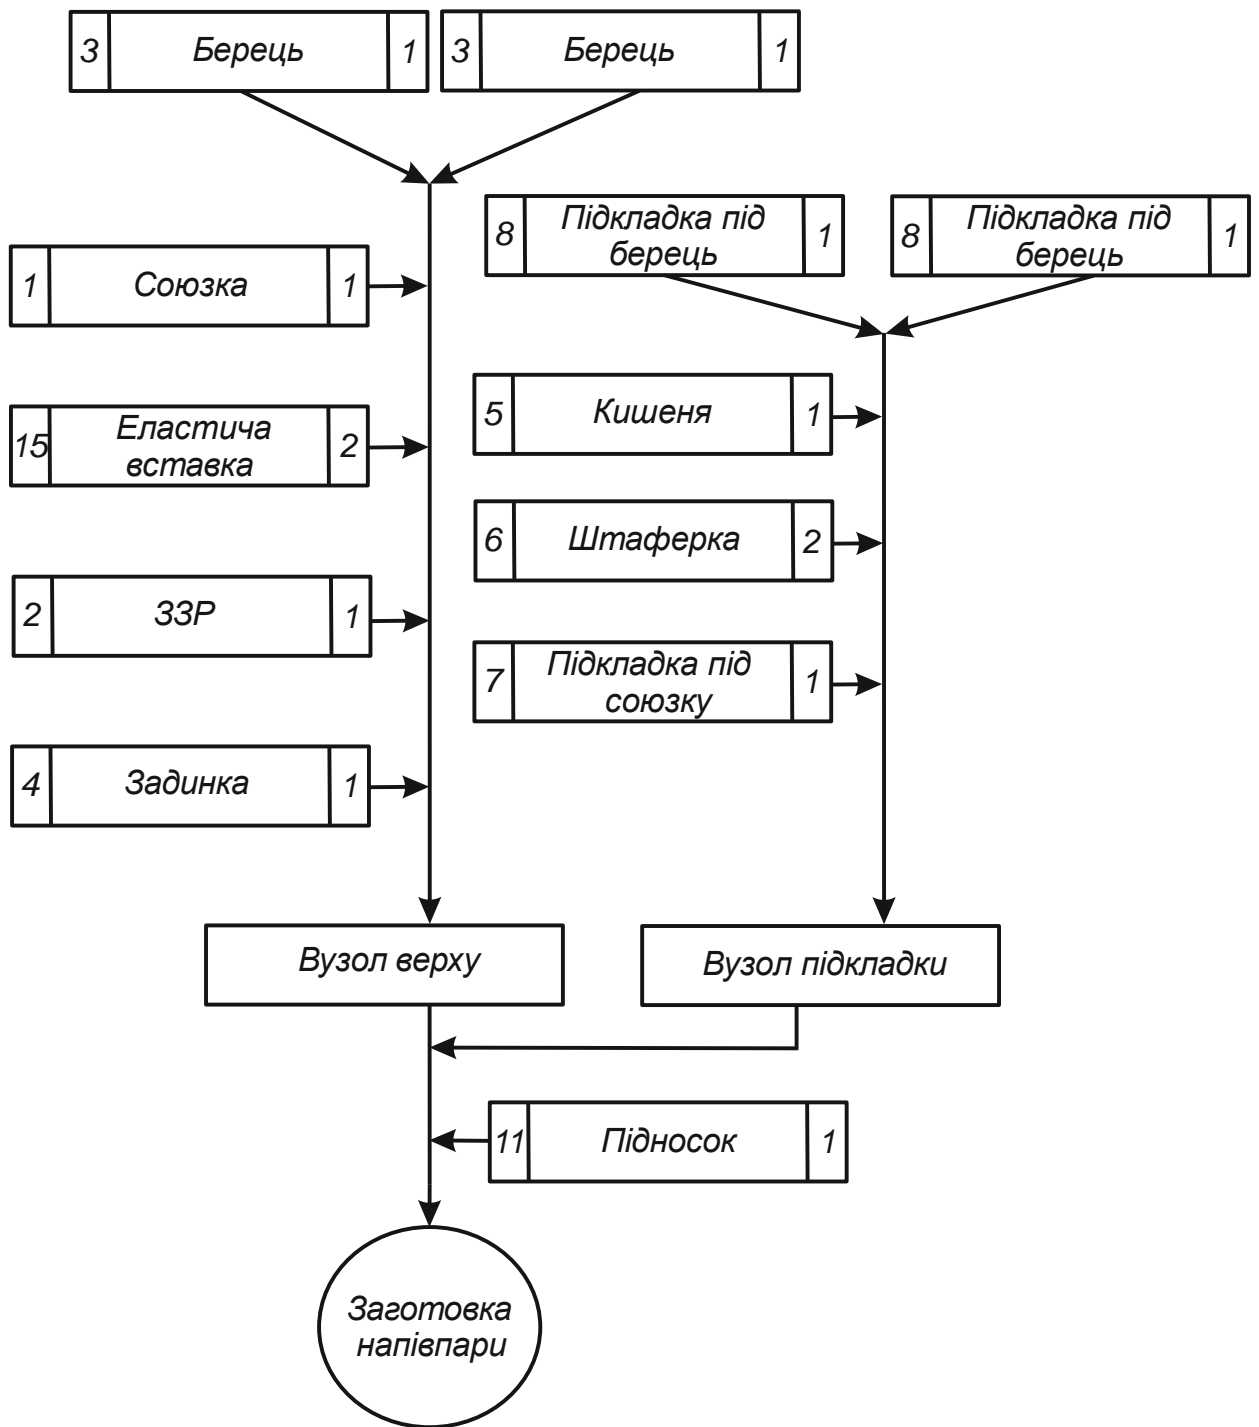 3 Берець 1
3 Берець 1
8 Підкладка під
берець 1
8 Підкладка під
берець 1
1 Союзка 1
5 Кишеня 1
15 Еластича
вставка 2
6 Штаферка 2
2 ЗЗР 1
7 Підкладка під
союзку 1
4 Задинка 1
Вузол верху
Вузол підкладки
11 Підносок 1
Заготовка
напівпари